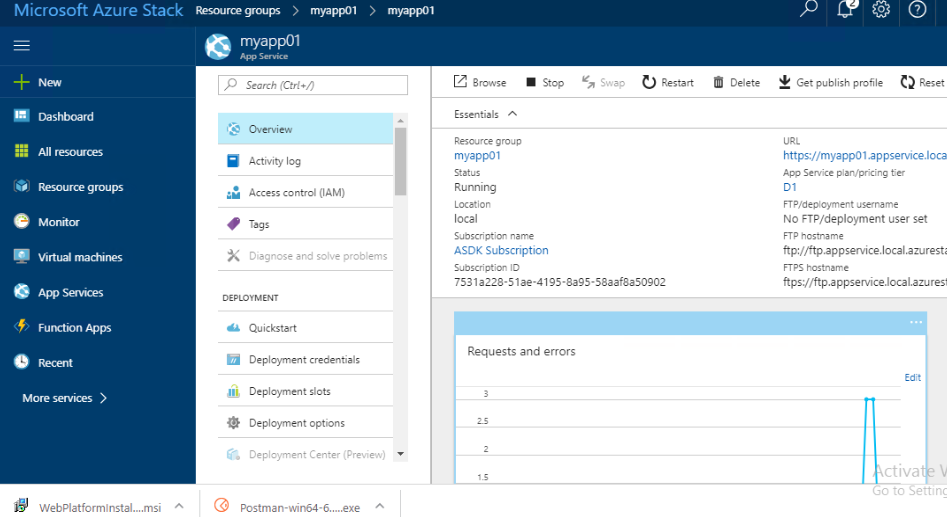 Microsoft Azure Stack Resource groups > myapp01 > myapp01
2
?
myapp01
App Service
New
Dashboard
All resources
Resource groups
Monitor
Virtual machines
App Services
Function Apps
Recent
More services >
Search (Ctrl+/)
Overview
Activity log
Access control (IAM)
Tags
Diagnose and solve problems
DEPLOYMENT
Quickstart
Deployment credentials
Deployment slots
Deployment options
Deployment Center (Preview)
Browse Stop Swap Restart Delete Get publish profile Reset
Essentials
Resource group
myapp01
Status
Running
Location
local
Subscription name
ASDK Subscription
Subscription ID
7531a228-51ae-4195-8a95-58aaf8a50902
URL
https://myapp01.appservice.loca
App Service plan/pricing tier
D1
FTP/deployment username
No FTP/deployment user set
FTP hostname
ftp://ftp.appservice.local.azuresta
FTPS hostname
ftps://ftp.appservice.local.azurest
...
Requests and errors
Edit
3
2.5
2
1.5
Activate W
Go to Setting
WebPlatformInstal....msi
Postman-win64-6.....exe